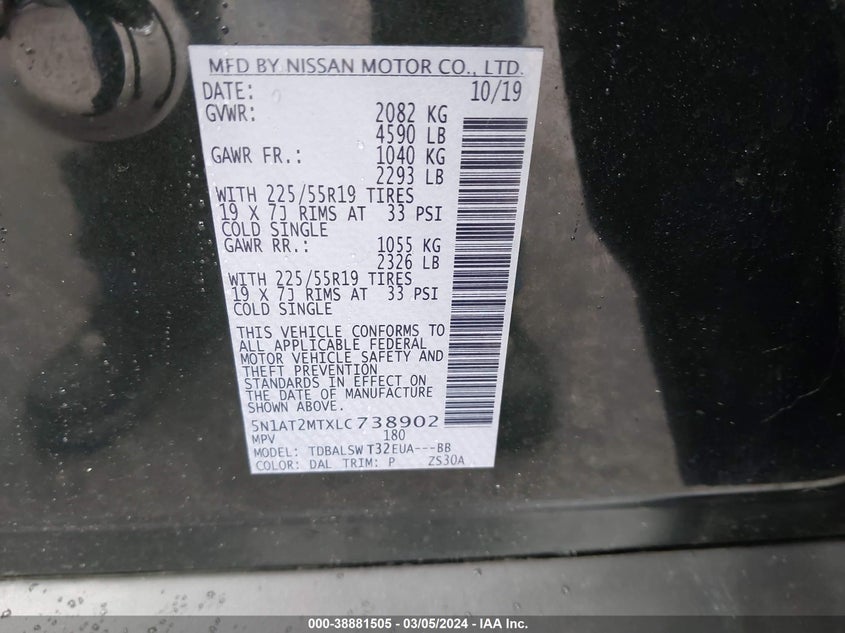 MFD BY NISSAN MOTOR CO., LTD.
DATE: 10/19
GVWR: 2082 KG
4590 LB
GAWR FR.: 1040 KG
2293 LB
WITH 225/55R19 TIRES
19 X 7J RIMS AT 33 PSI
COLD SINGLE
GAWR RR.: 1055 KG
2326 LB
WITH 225/55R19 TIRES
19 X 7J RIMS AT 33 PSI
COLD SINGLE
THIS VEHICLE CONFORMS TO
ALL APPLICABLE FEDERAL
MOTOR VEHICLE SAFETY AND
THEFT PREVENTION
STANDARDS IN EFFECT ON
THE DATE OF MANUFACTURE
SHOWN ABOVE.
5N1AT2MTXLC738902
MPV 180
MODEL: TDBALSW T32EUA---BB
COLOR: DAL TRIM: P ZS30A
000-38881505 - 03/05/2024 - IAA Inc.